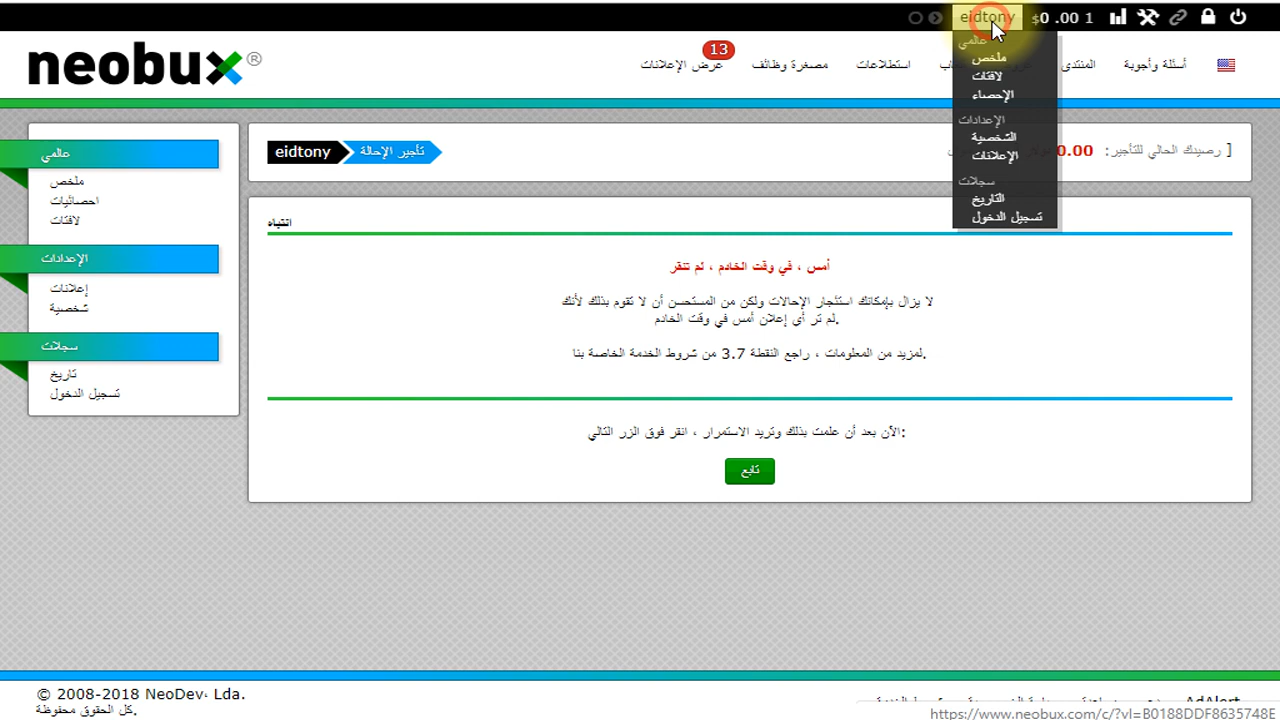 eidtony $0 .00 1
neobux®
13
عرض الإعلانات
مصغرة وظائف
استطلاعات
المنتدى
أسئلة وأجوبة
عالمي
ملخص
لافتات
الإحصاء
الإعدادات
الشخصية
الإعلانات
سجلات
التاريخ
تسجيل الدخول
عالمي
ملخص
احصائيات
لافتات
الإعدادات
إعلانات
شخصية
سجلات
تاريخ
تسجيل الدخول
eidtony
تأجير الإحالة
[ رصيدك الحالي للتأجير: 0.00
انتباه
أمس ، في وقت الخادم ، لم تنقر
لا يزال بإمكانك استئجار الإحالات ولكن من المستحسن أن لا تقوم بذلك لأنك
لم تر أي إعلان أمس في وقت الخادم.
لمزيد من المعلومات ، راجع النقطة 3.7 من شروط الخدمة الخاصة بنا.
الآن بعد أن علمت بذلك وتريد الاستمرار ، انقر فوق الزر التالي:
تابع
© 2008-2018 NeoDev، Lda.
كل الحقوق محفوظة.
AdAlert
https://www.neobux.com/c/?vl=B0188DDF8635748E